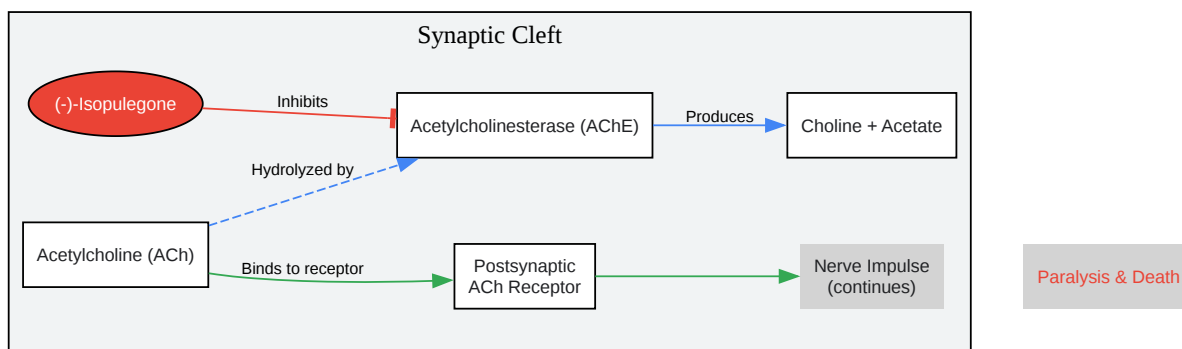 Synaptic Cleft
(-)-Isopulegone
Inhibits
Acetylcholinesterase (AChE)
Produces
Choline + Acetate
Hydrolyzed by
Acetylcholine (ACh)
Binds to receptor
Postsynaptic
ACh Receptor
Nerve Impulse
(continues)
Paralysis & Death